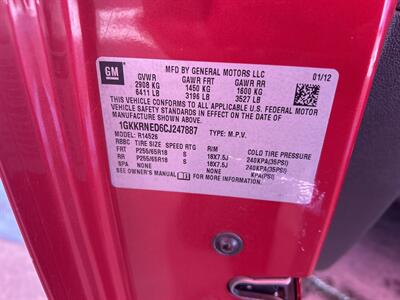 GM
MFD BY GENERAL MOTORS LLC 01/12
GVWR GAWR FRT GAWR RR
2908 KG 1450 KG 1600 KG
6411 LB 3196 LB 3527 LB
THIS VEHICLE CONFORMS TO ALL APPLICABLE U.S. FEDERAL MOTOR
VEHICLE SAFETY STANDARDS IN EFFECT ON THE DATE OF
MANUFACTURE SHOWN ABOVE.
1GKKRNED6CJ247887 TYPE: M.P.V.
MODEL: R14526
RBBC TIRE SIZE SPEED RTG RIM COLD TIRE PRESSURE
FRT P255/65R18 S 18X7.5J 240KPA(35PSI)
RR P255/65R18 S 18X7.5J 240KPA(35PSI)
SPA KPA(PSI)
SEE OWNER'S MANUAL FOR MORE INFORMATION.